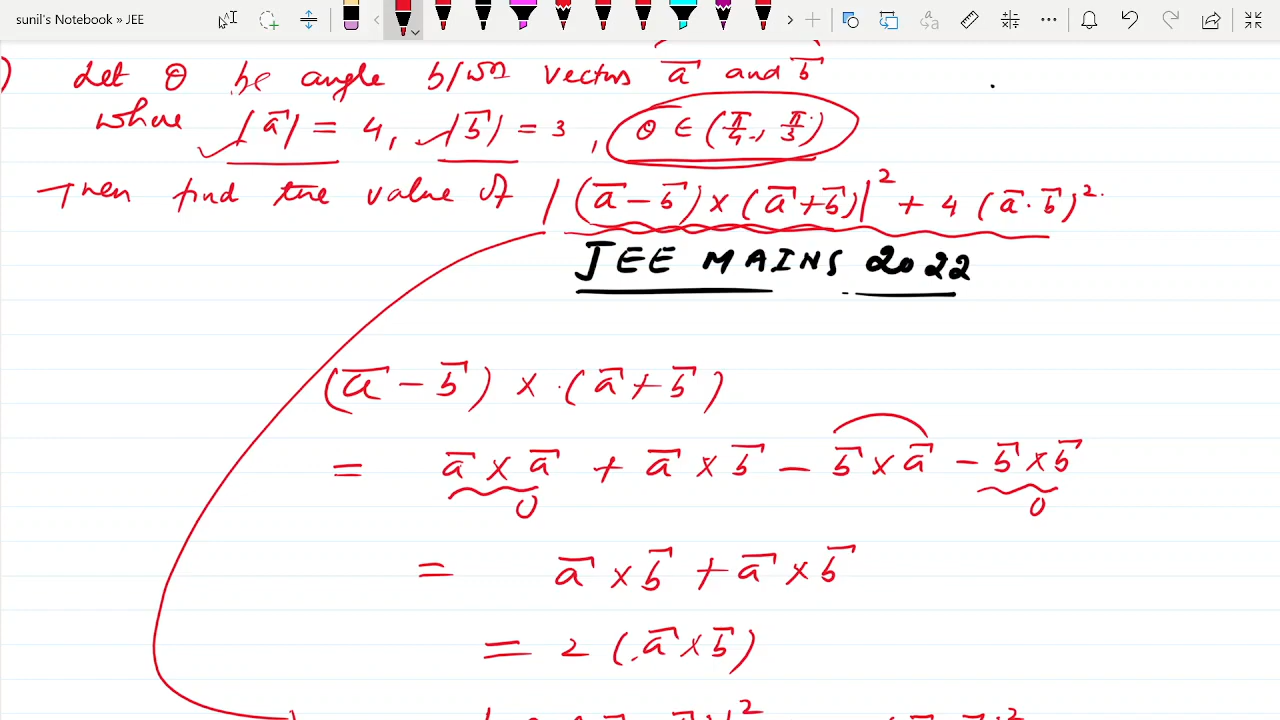 sunil's Notebook » JEE
) Let θ be angle b/wn vectors a⃗ and b⃗
where |a⃗| = 4, |b⃗| = 3, θ ∈ (π/4, π/3)
Then find the value of |(a⃗ − b⃗) × (a⃗ + b⃗)|² + 4 (a⃗ · b⃗)².
JEE MAINS 2022
(a⃗ − b⃗) × (a⃗ + b⃗)
= a⃗ × a⃗ + a⃗ × b⃗ − b⃗ × a⃗ − b⃗ × b⃗
0 0
= a⃗ × b⃗ + a⃗ × b⃗
= 2 (a⃗ × b⃗)